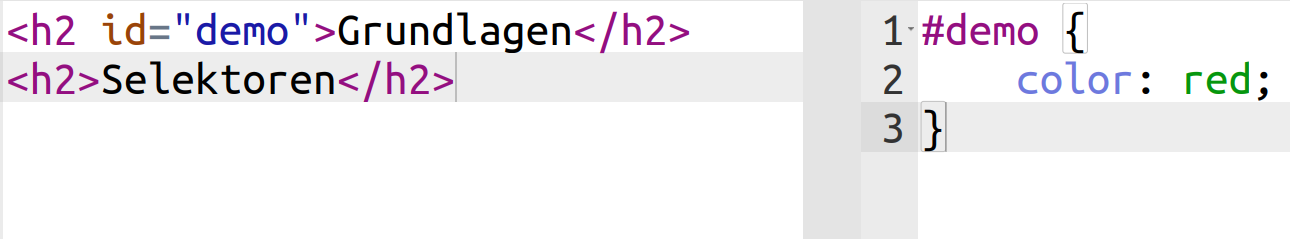 <h2 id="demo">Grundlagen</h2>
<h2>Selektoren</h2>
1 #demo {
2     color: red;
3 }